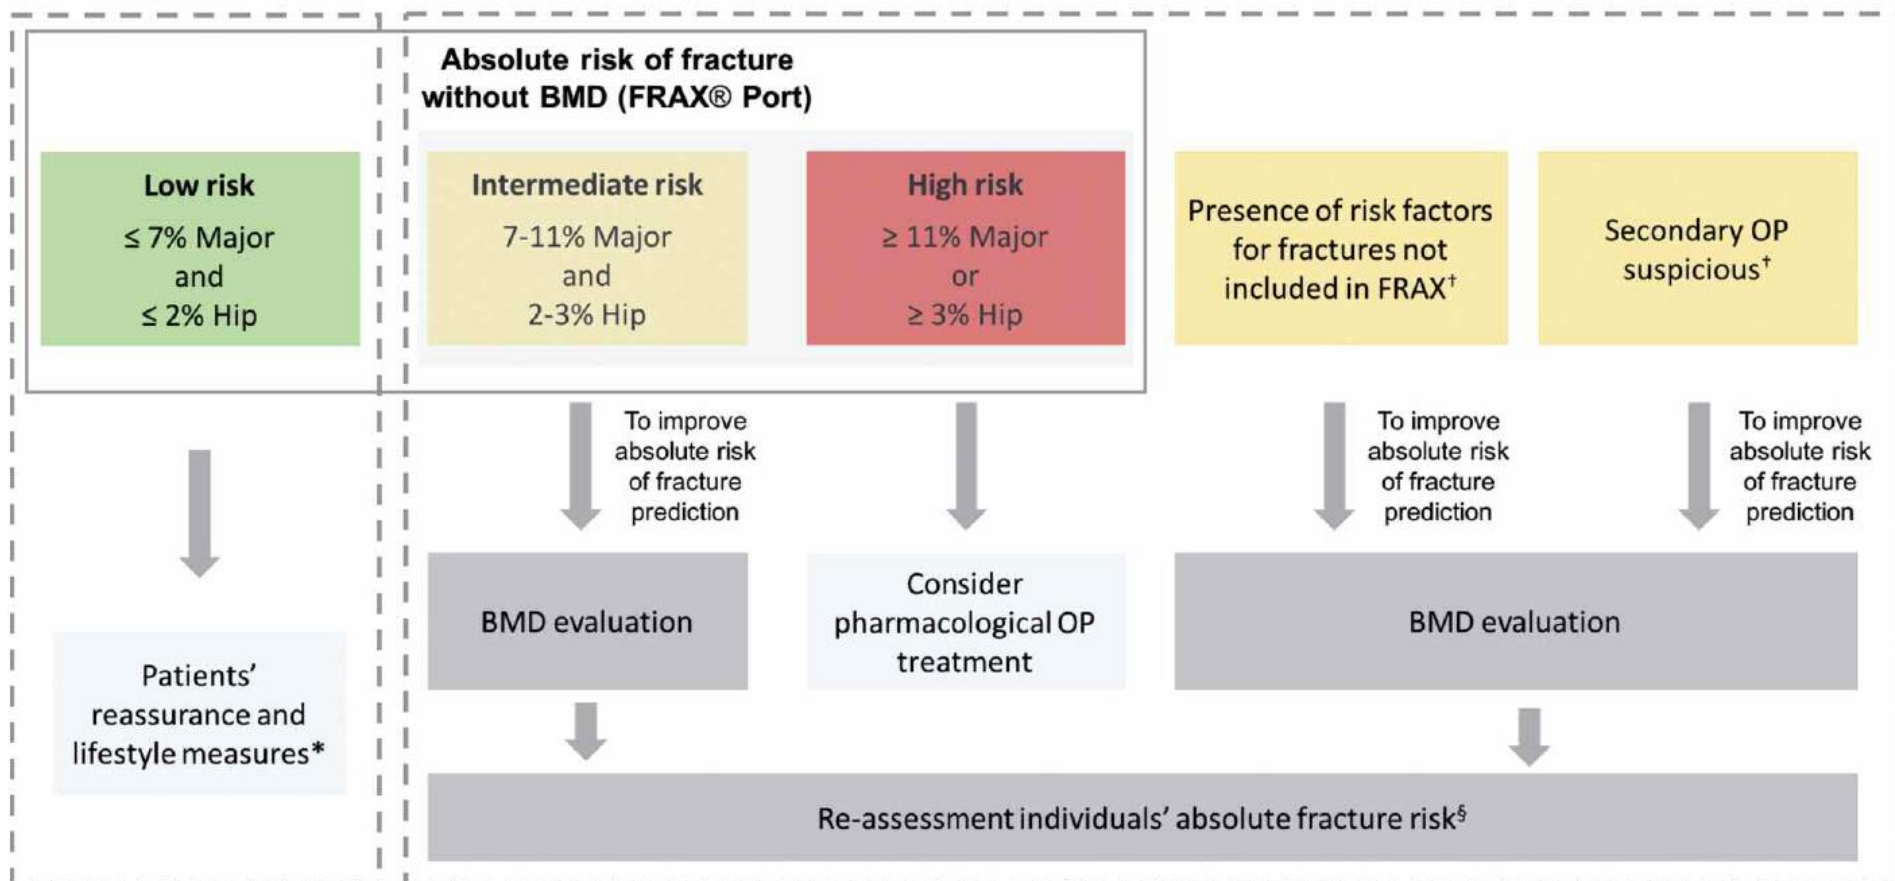 Absolute risk of fracture
without BMD (FRAX® Port)
Low risk
≤ 7% Major
and
≤ 2% Hip
Intermediate risk
7-11% Major
and
2-3% Hip
High risk
≥ 11% Major
or
≥ 3% Hip
Presence of risk factors
for fractures not
included in FRAX†
Secondary OP
suspicious†
To improve
absolute risk
of fracture
prediction
To improve
absolute risk
of fracture
prediction
To improve
absolute risk
of fracture
prediction
Patients’
reassurance and
lifestyle measures*
BMD evaluation
Consider
pharmacological OP
treatment
BMD evaluation
Re-assessment individuals’ absolute fracture risk§